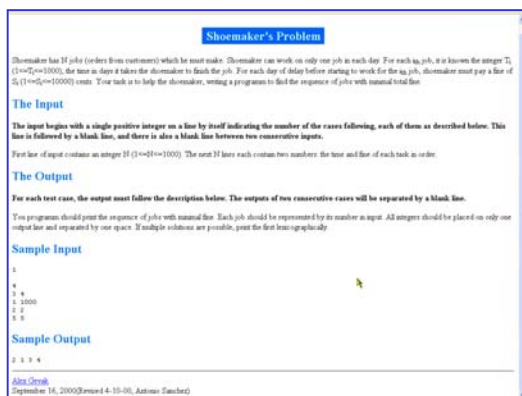 Shoemaker's Problem
Shoemaker has N jobs (orders from customers) which he must make. Shoemaker can work on only one job in each day. For each ith job, it is known the integer Ti
(1<=Ti<=1000), the time in days it takes the shoemaker to finish the job. For each day of delay before starting to work for the ith job, shoemaker must pay a fine of
Si (1<=Si<=10000) cents. Your task is to help the shoemaker, writing a programm to find the sequence of jobs with minimal total fine.
The Input
The input begins with a single positive integer on a line by itself indicating the number of the cases following, each of them as described below. This
line is followed by a blank line, and there is also a blank line between two consecutive inputs.
First line of input contains an integer N (1<=N<=1000). The next N lines each contain two numbers: the time and fine of each task in order.
The Output
For each test case, the output must follow the description below. The outputs of two consecutive cases will be separated by a blank line.
You programm should print the sequence of jobs with minimal fine. Each job should be represented by its number in input. All integers should be placed on only one
output line and separated by one space. If multiple solutions are possible, print the first lexicographically.
Sample Input
1
4
3 4
1 1000
2 2
5 5
Sample Output
2 1 3 4
Alex Gevak
September 16, 2000(Revised 4-10-00, Antonio Sanchez)